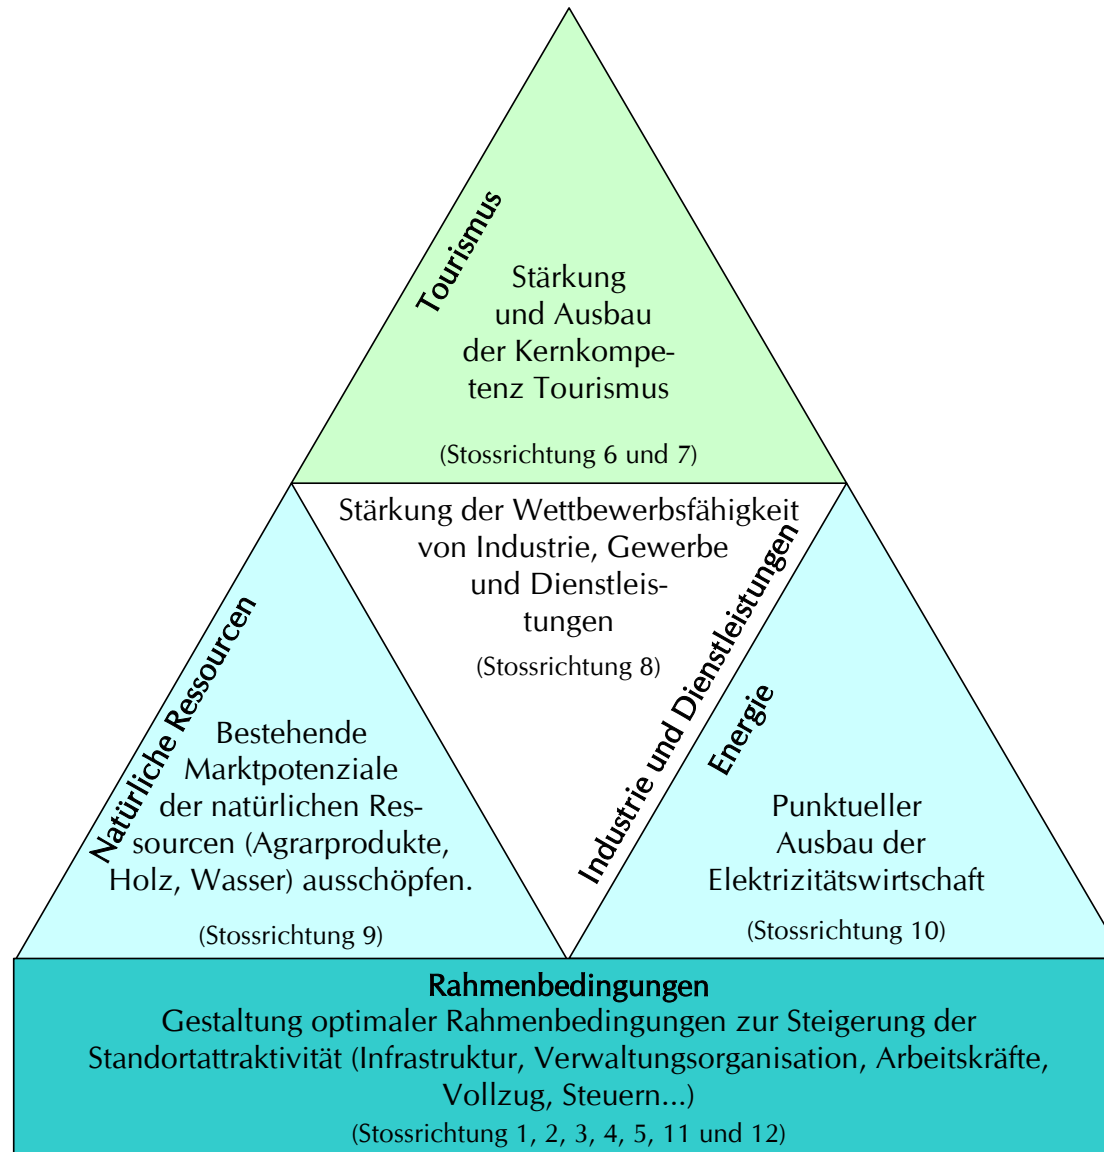 Tourismus
Stärkung
und Ausbau
der Kernkompe-
tenz Tourismus
(Stossrichtung 6 und 7)
Stärkung der Wettbewerbsfähigkeit
von Industrie, Gewerbe
und Dienstleis-
tungen
(Stossrichtung 8)
Industrie und Dienstleistungen
Natürliche Ressourcen
Bestehende
Marktpotenziale
der natürlichen Res-
sourcen (Agrarprodukte,
Holz, Wasser) ausschöpfen.
(Stossrichtung 9)
Energie
Punktueller
Ausbau der
Elektrizitätswirtschaft
(Stossrichtung 10)
Rahmenbedingungen
Gestaltung optimaler Rahmenbedingungen zur Steigerung der
Standortattraktivität (Infrastruktur, Verwaltungsorganisation, Arbeitskräfte,
Vollzug, Steuern...)
(Stossrichtung 1, 2, 3, 4, 5, 11 und 12)